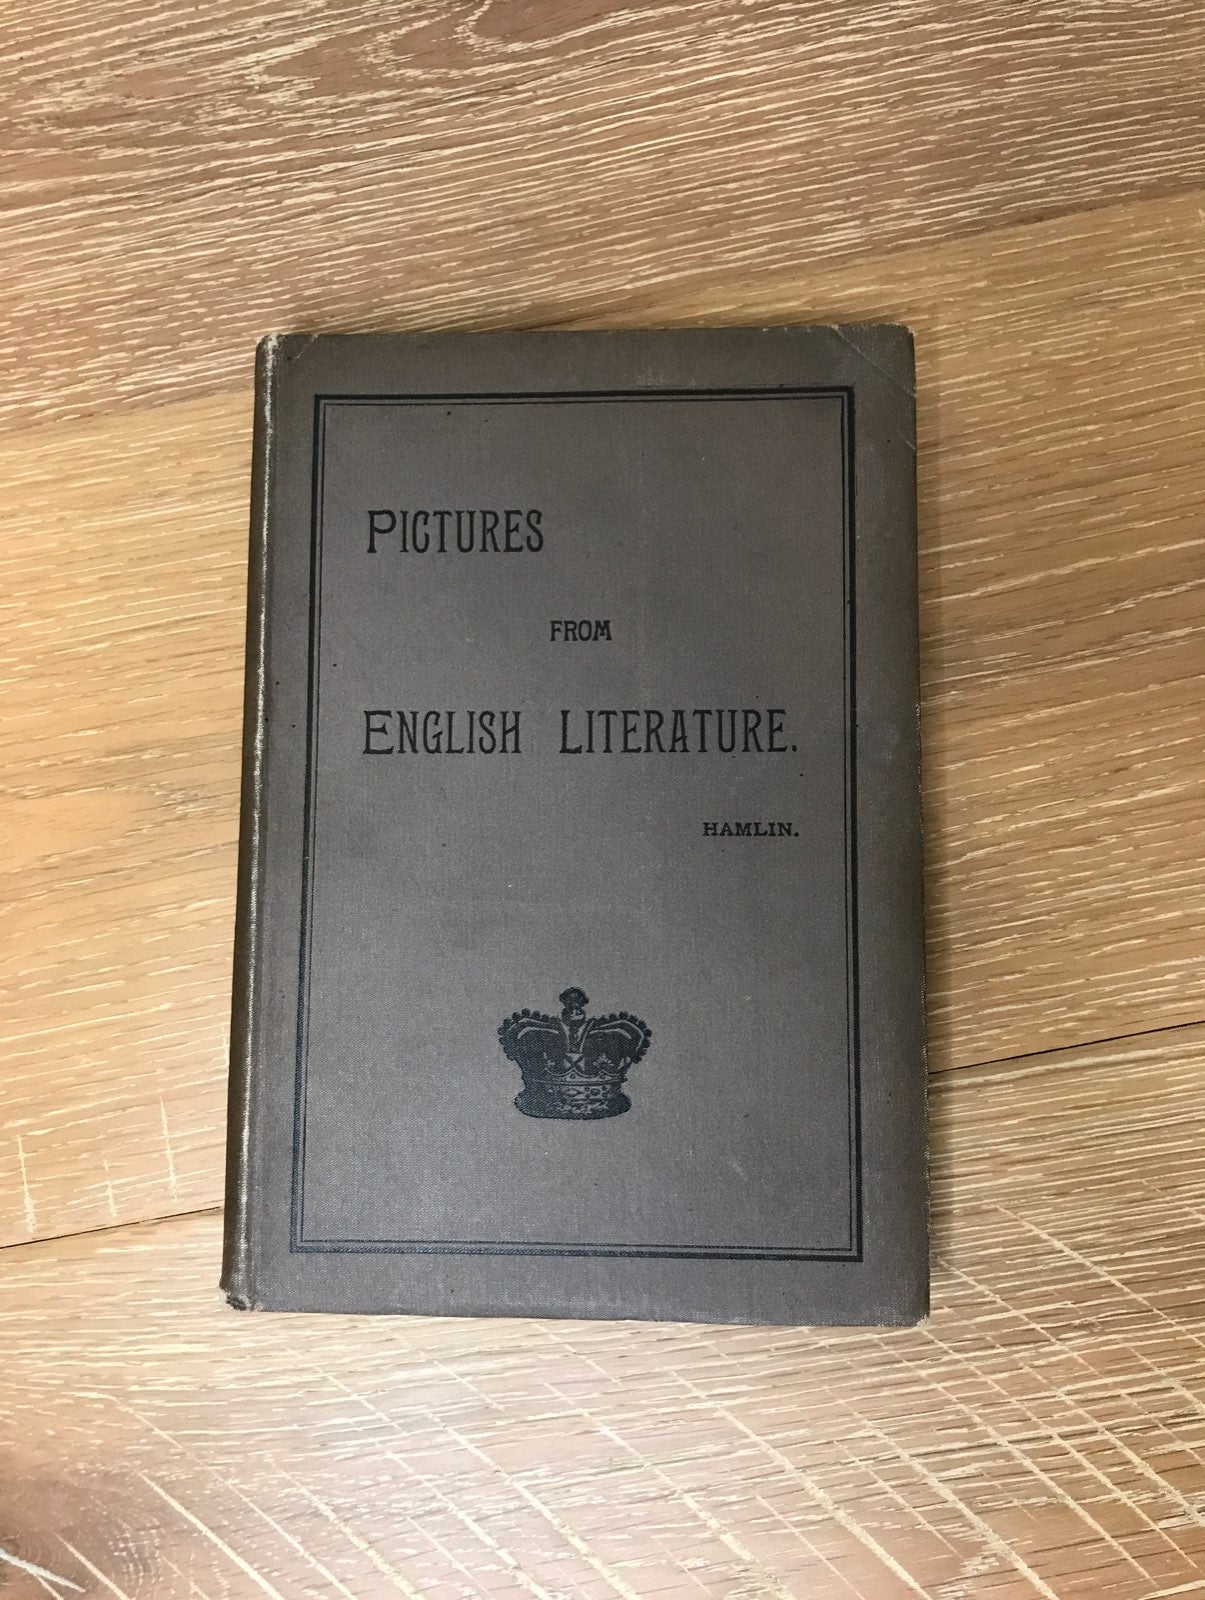 PICTURES
FROM
ENGLISH LITERATURE.
HAMLIN.